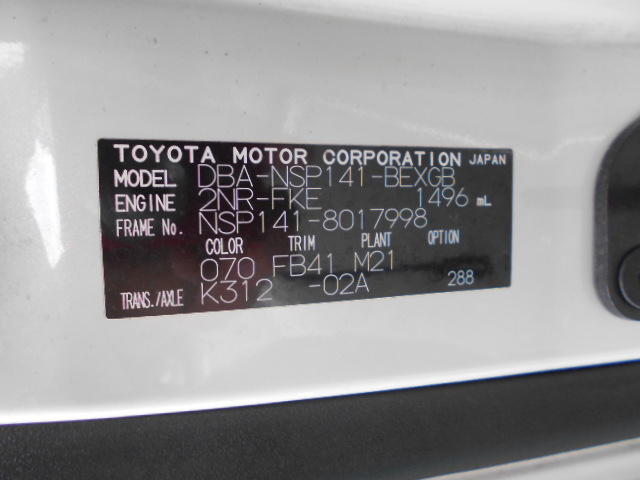 TOYOTA MOTOR CORPORATION JAPAN
MODEL DBA-NSP141-BEXGB
ENGINE 2NR-FKE 1496 mL
FRAME No. NSP141-8017998
COLOR TRIM PLANT OPTION
070 FB41 M21
TRANS./AXLE K312 -02A 288